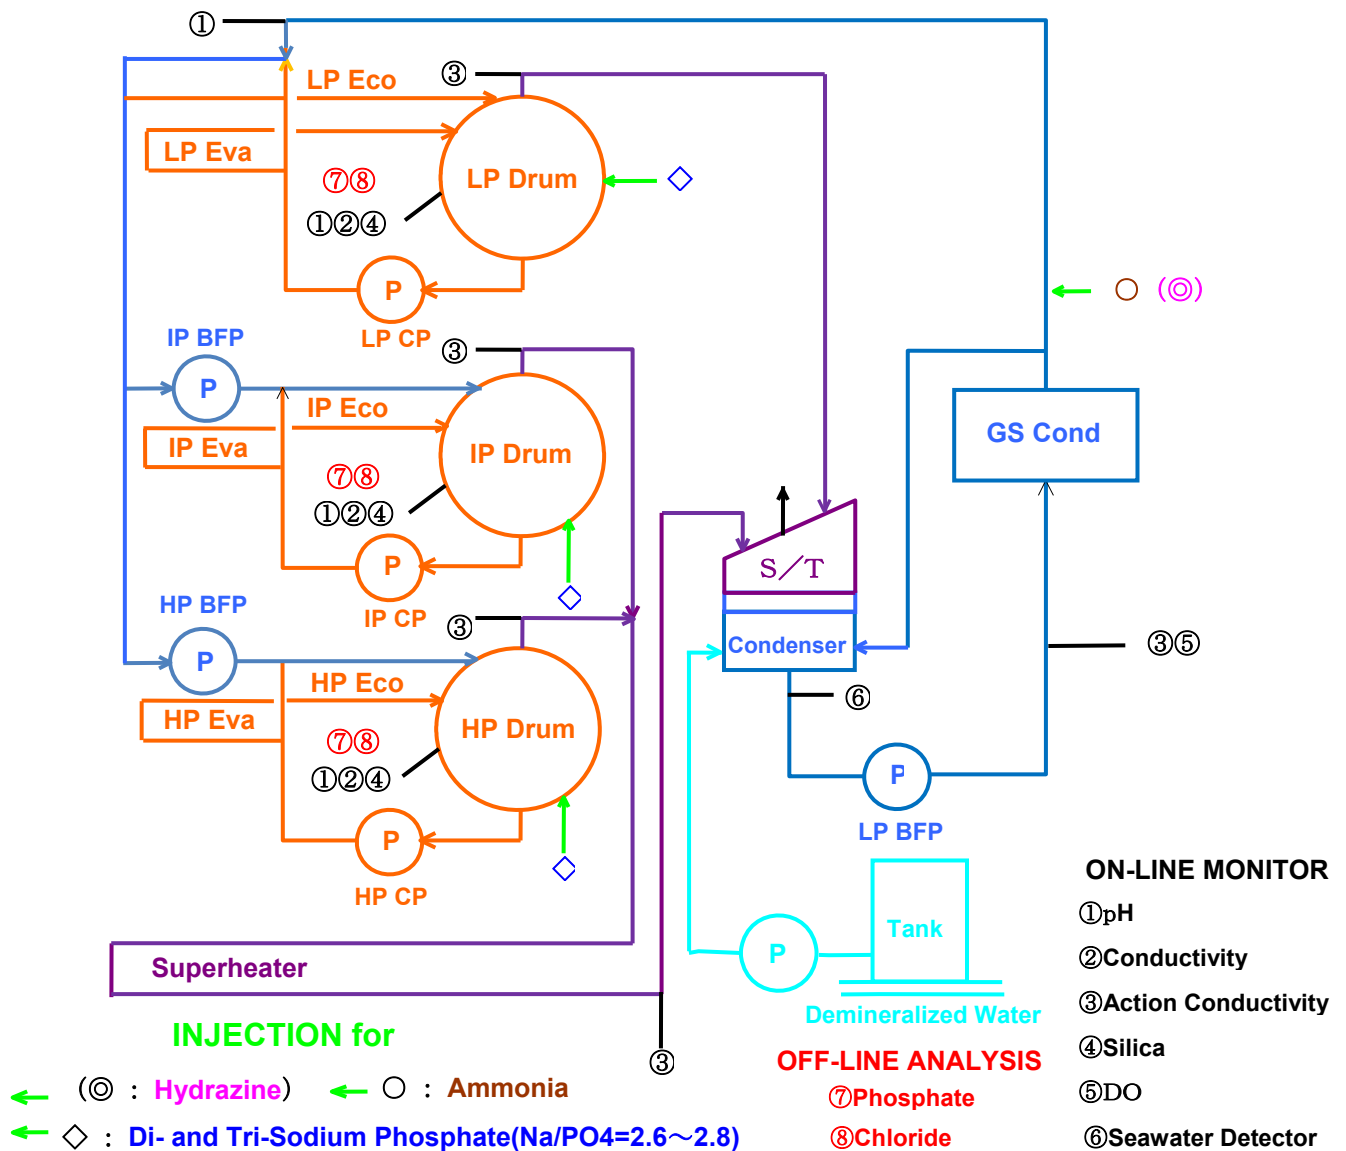 ①
LP Eco
③
LP Eva
LP Drum
⑦⑧
①②④
◇
P
LP CP
○ (◎)
IP BFP
③
P
IP Eco
GS Cond
IP Eva
IP Drum
⑦⑧
①②④
P
S/T
◇
IP CP
HP BFP
③
Condenser
③⑤
P
HP Eco
⑥
HP Eva
HP Drum
⑦⑧
①②④
P
LP BFP
P
◇
HP CP
Tank
P
Demineralized Water
Superheater
③
ON-LINE MONITOR
①pH
②Conductivity
③Action Conductivity
④Silica
⑤DO
⑥Seawater Detector
OFF-LINE ANALYSIS
⑦Phosphate
⑧Chloride
INJECTION for
(◎ : Hydrazine) ○ : Ammonia
◇ : Di- and Tri-Sodium Phosphate(Na/PO4=2.6～2.8)